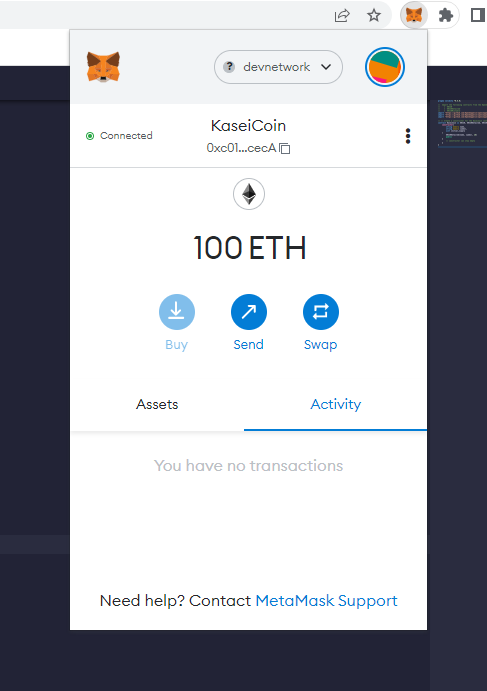 ? devnetwork
Connected
KaseiCoin
0xc01...cecA
100 ETH
Buy
Send
Swap
Assets
Activity
You have no transactions
Need help? Contact MetaMask Support